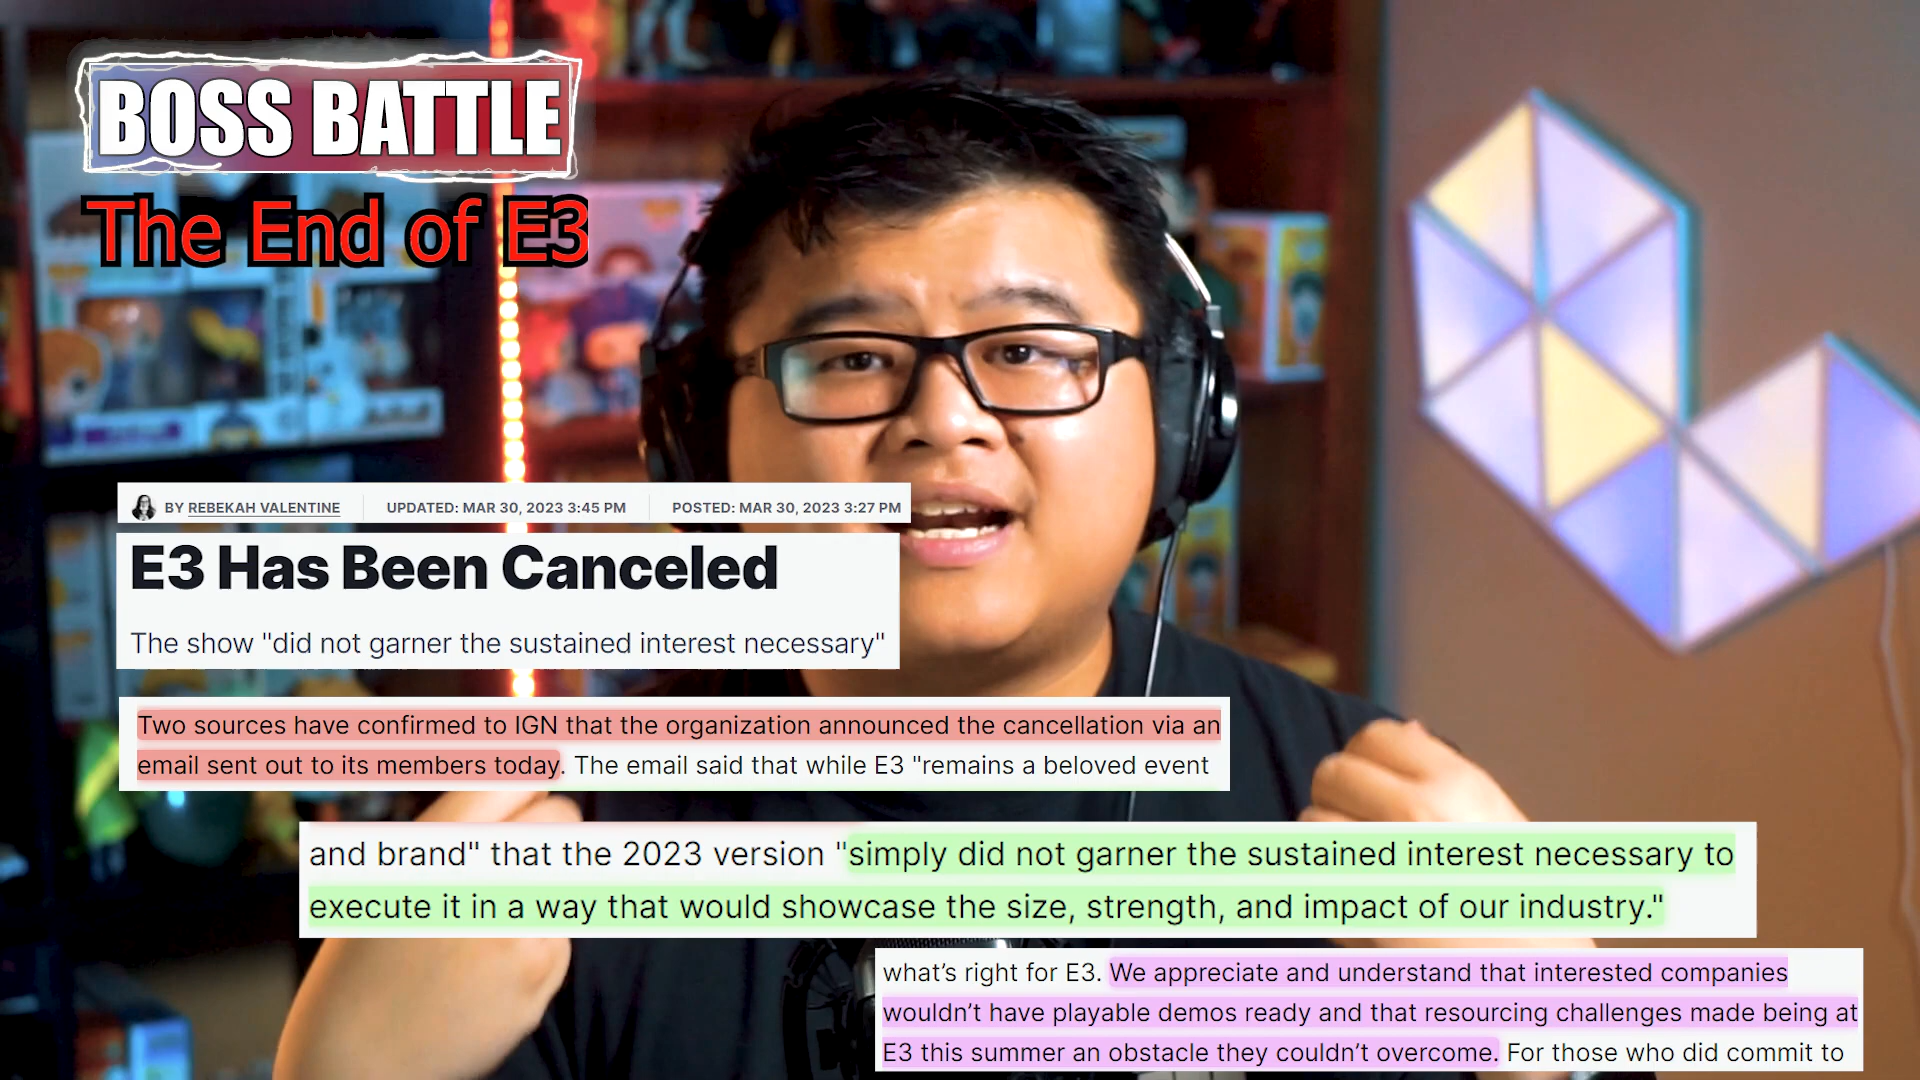 BOSS BATTLE
The End of E3
BY REBEKAH VALENTINE UPDATED: MAR 30, 2023 3:45 PM POSTED: MAR 30, 2023 3:27 PM
E3 Has Been Canceled
The show "did not garner the sustained interest necessary"
Two sources have confirmed to IGN that the organization announced the cancellation via an
email sent out to its members today. The email said that while E3 "remains a beloved event
and brand" that the 2023 version "simply did not garner the sustained interest necessary to
execute it in a way that would showcase the size, strength, and impact of our industry."
what’s right for E3. We appreciate and understand that interested companies
wouldn’t have playable demos ready and that resourcing challenges made being at
E3 this summer an obstacle they couldn’t overcome. For those who did commit to